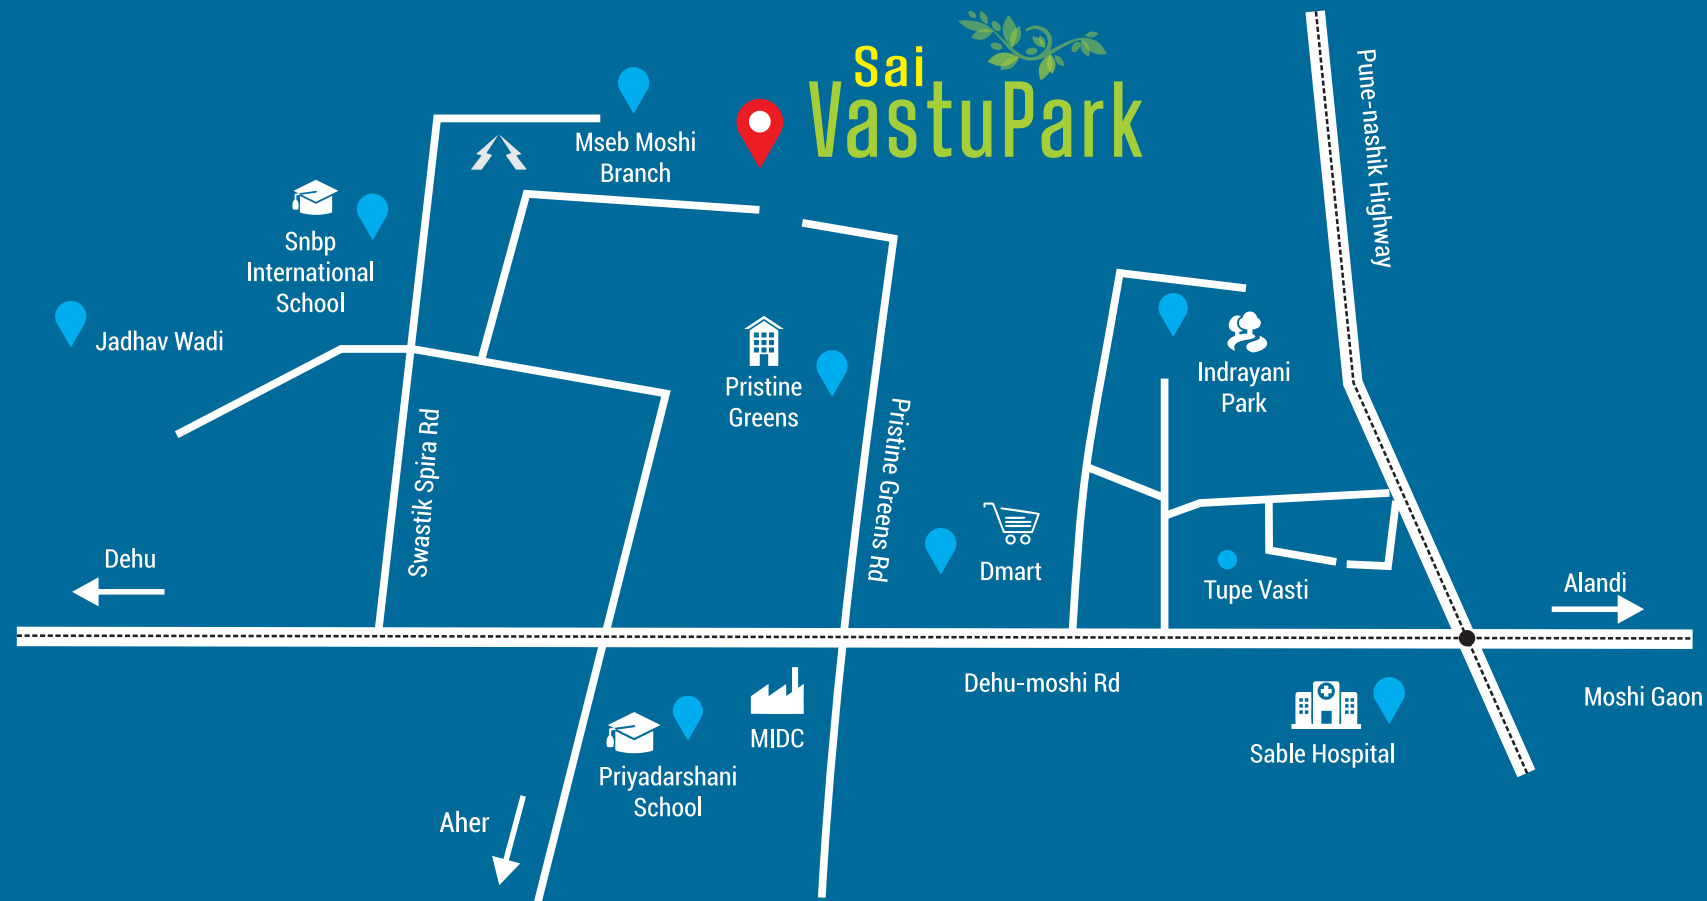 Sai
VastuPark
Pune-nashik Highway
Mseb Moshi
Branch
Snbp
International
School
Jadhav Wadi
Pristine
Greens
Indrayani
Park
Swastik Spira Rd
Pristine Greens Rd
Dmart
Dehu
Tupe Vasti
Alandi
Dehu-moshi Rd
Moshi Gaon
MIDC
Sable Hospital
Priyadarshani
School
Aher